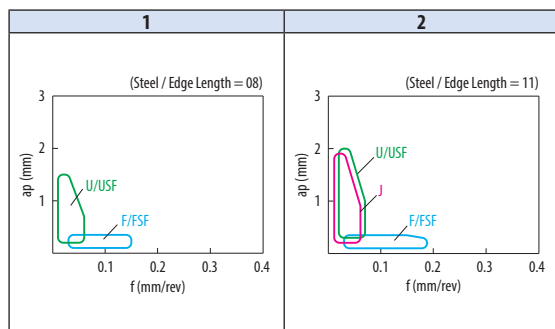 1
(Steel / Edge Length = 08)
3
2
1
ap (mm)
U/USF
F/FSF
0.1 0.2 0.3 0.4
f (mm/rev)
2
(Steel / Edge Length = 11)
3
2
1
ap (mm)
U/USF
J
F/FSF
0.1 0.2 0.3 0.4
f (mm/rev)